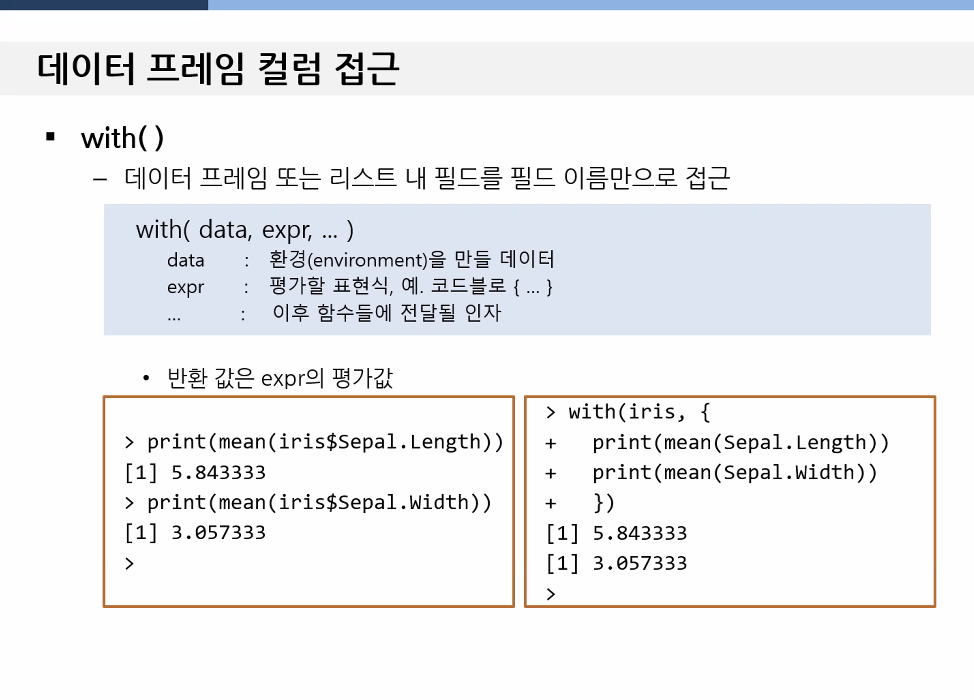 데이터 프레임 컬럼 접근
▪ with( )
– 데이터 프레임 또는 리스트 내 필드를 필드 이름만으로 접근
with( data, expr, ... )
data : 환경(environment)을 만들 데이터
expr : 평가할 표현식, 예. 코드블로 { ... }
... : 이후 함수들에 전달될 인자
• 반환 값은 expr의 평가값
> print(mean(iris$Sepal.Length))
[1] 5.843333
> print(mean(iris$Sepal.Width))
[1] 3.057333
>
> with(iris, {
+   print(mean(Sepal.Length))
+   print(mean(Sepal.Width))
+   })
[1] 5.843333
[1] 3.057333
>